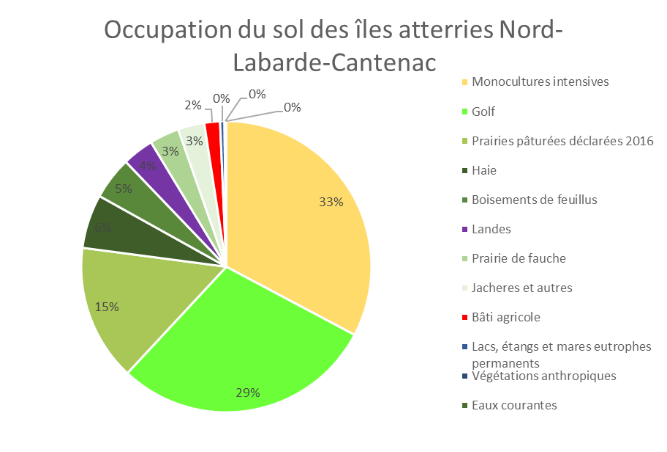 Occupation du sol des îles atterries Nord-
Labarde-Cantenac
Monocultures intensives
Golf
Prairies pâturées déclarées 2016
Haie
Boisements de feuillus
Landes
Prairie de fauche
Jacheres et autres
Bâti agricole
Lacs, étangs et mares eutrophes
permanents
Végétations anthropiques
Eaux courantes
33%
29%
15%
6%
5%
4%
3%
3%
2%
0%
0%
0%